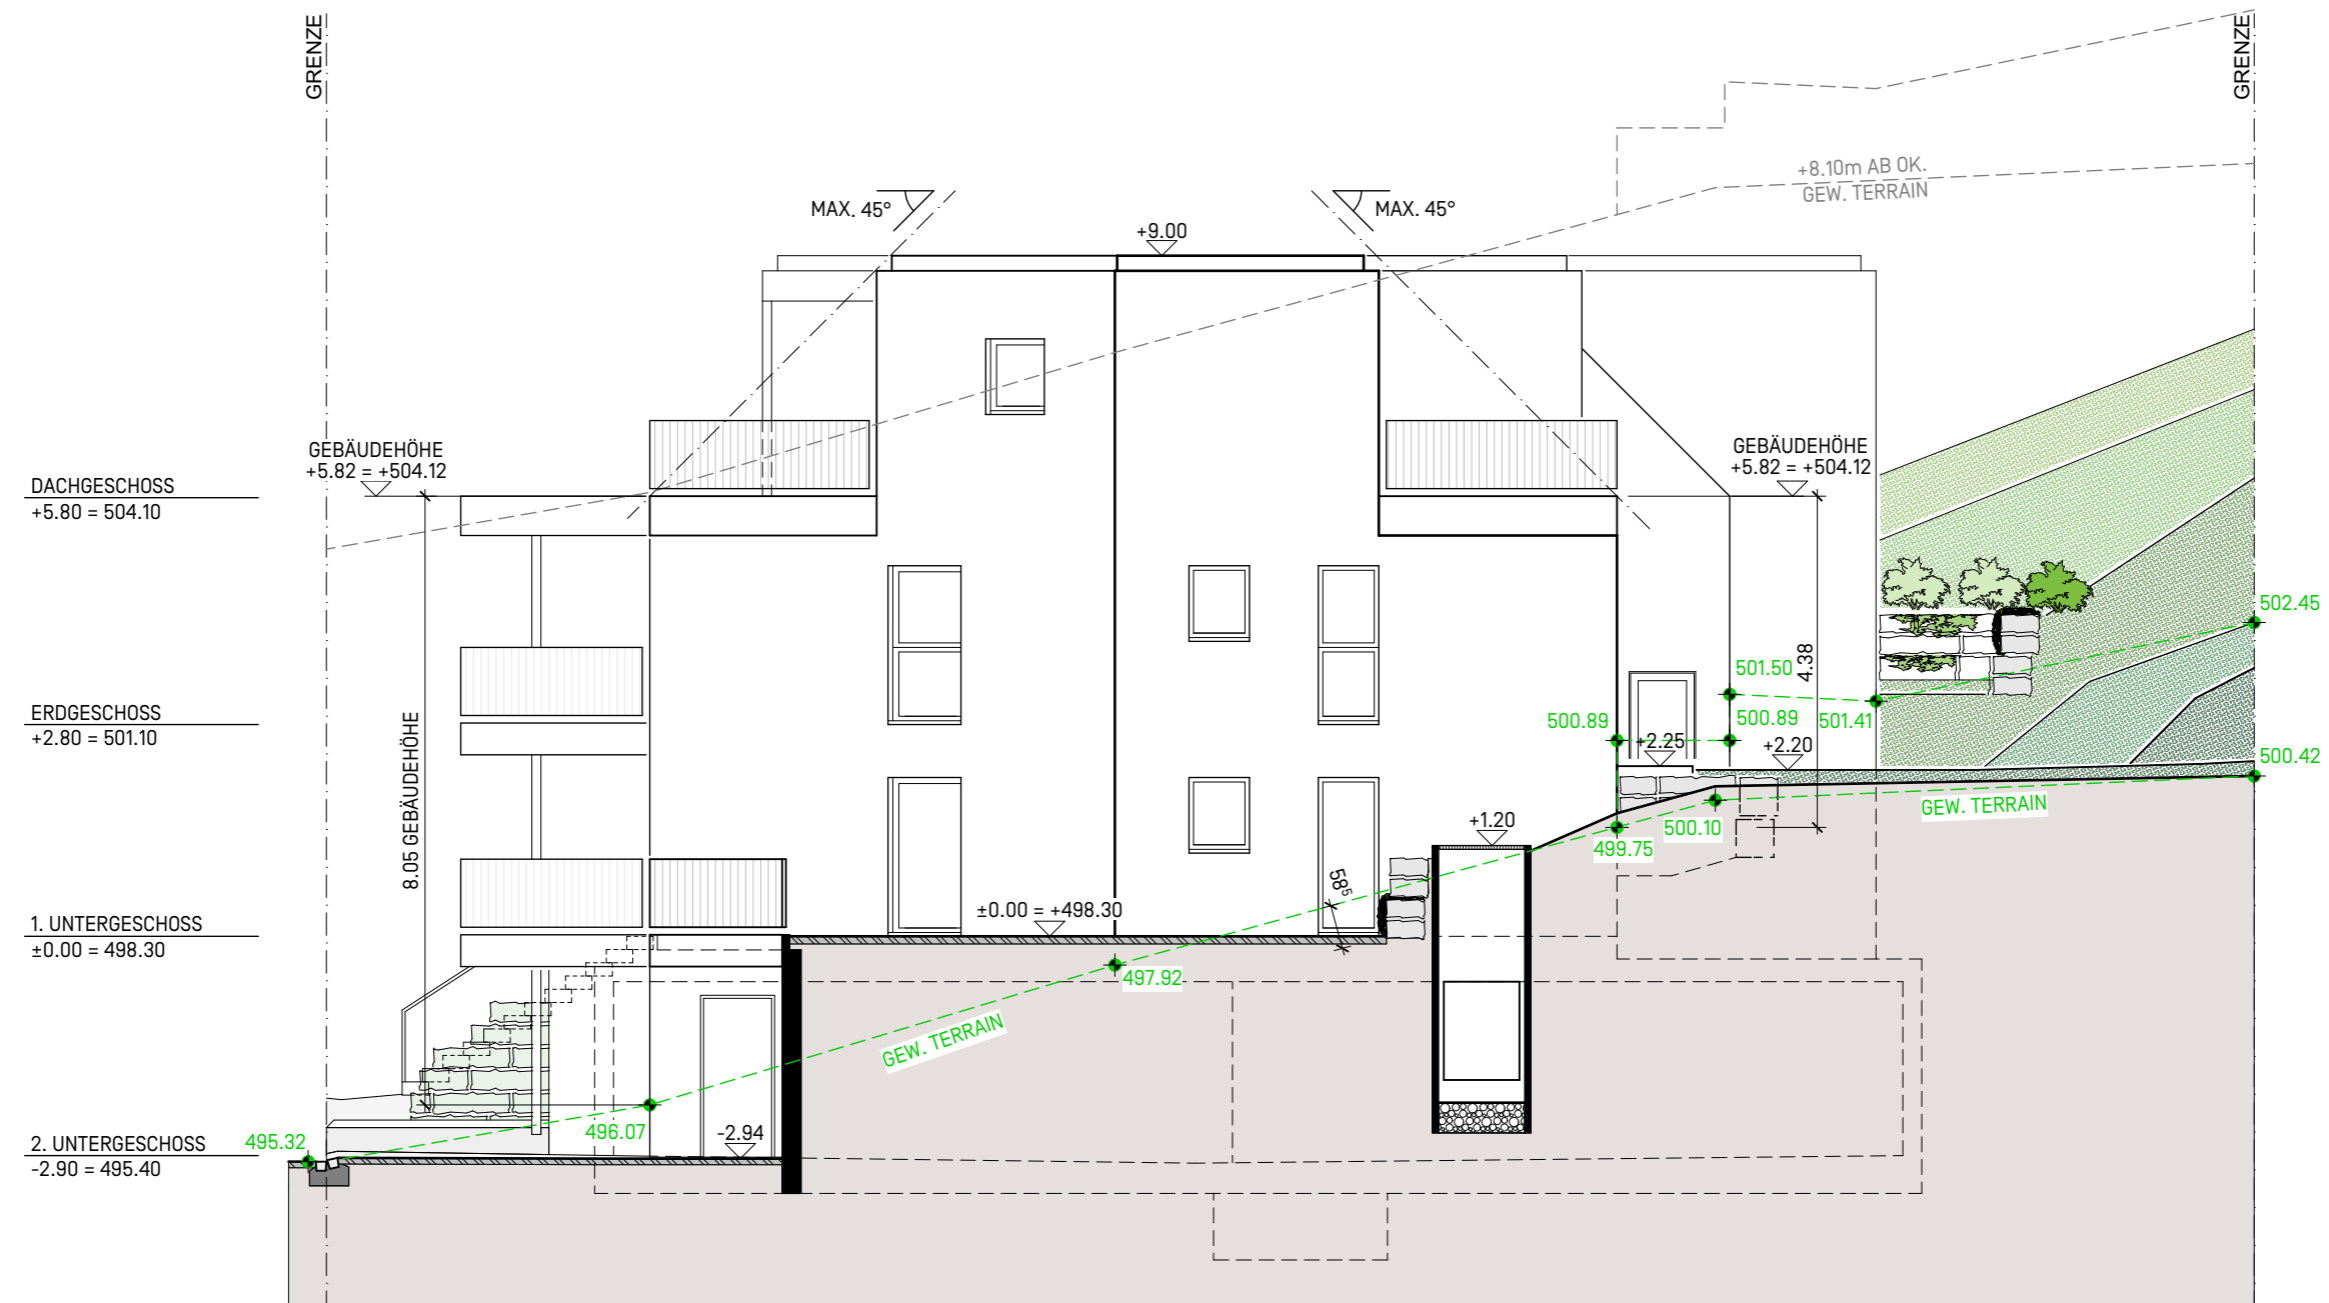 GRENZE
GRENZE
+8.10m AB OK.
GEW. TERRAIN
MAX. 45°
MAX. 45°
+9.00
GEBÄUDEHÖHE
+5.82 = +504.12
GEBÄUDEHÖHE
+5.82 = +504.12
DACHGESCHOSS
+5.80 = 504.10
502.45
501.50
4.38
ERDGESCHOSS
+2.80 = 501.10
500.89
500.89
501.41
+2.25
+2.20
500.42
8.05 GEBÄUDEHÖHE
GEW. TERRAIN
+1.20
500.10
499.75
58⁵
1. UNTERGESCHOSS
±0.00 = 498.30
±0.00 = +498.30
497.92
GEW. TERRAIN
2. UNTERGESCHOSS
-2.90 = 495.40
495.32
496.07
-2.94